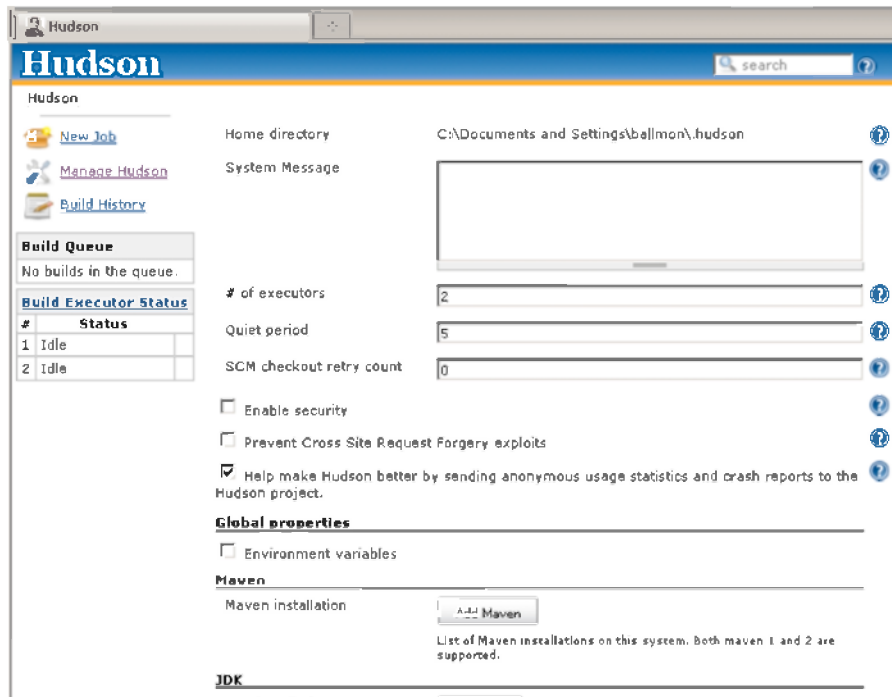 Hudson
Hudson
search
Hudson
New Job
Manage Hudson
Build History
Build Queue
No builds in the queue.
Build Executor Status
# Status
1 Idle
2 Idle
Home directory C:\Documents and Settings\ballmon\.hudson
System Message
# of executors 2
Quiet period 5
SCM checkout retry count 0
Enable security
Prevent Cross Site Request Forgery exploits
Help make Hudson better by sending anonymous usage statistics and crash reports to the
Hudson project.
Global properties
Environment variables
Maven
Maven installation Add Maven
List of Maven installations on this system. Both maven 1 and 2 are
supported.
JDK